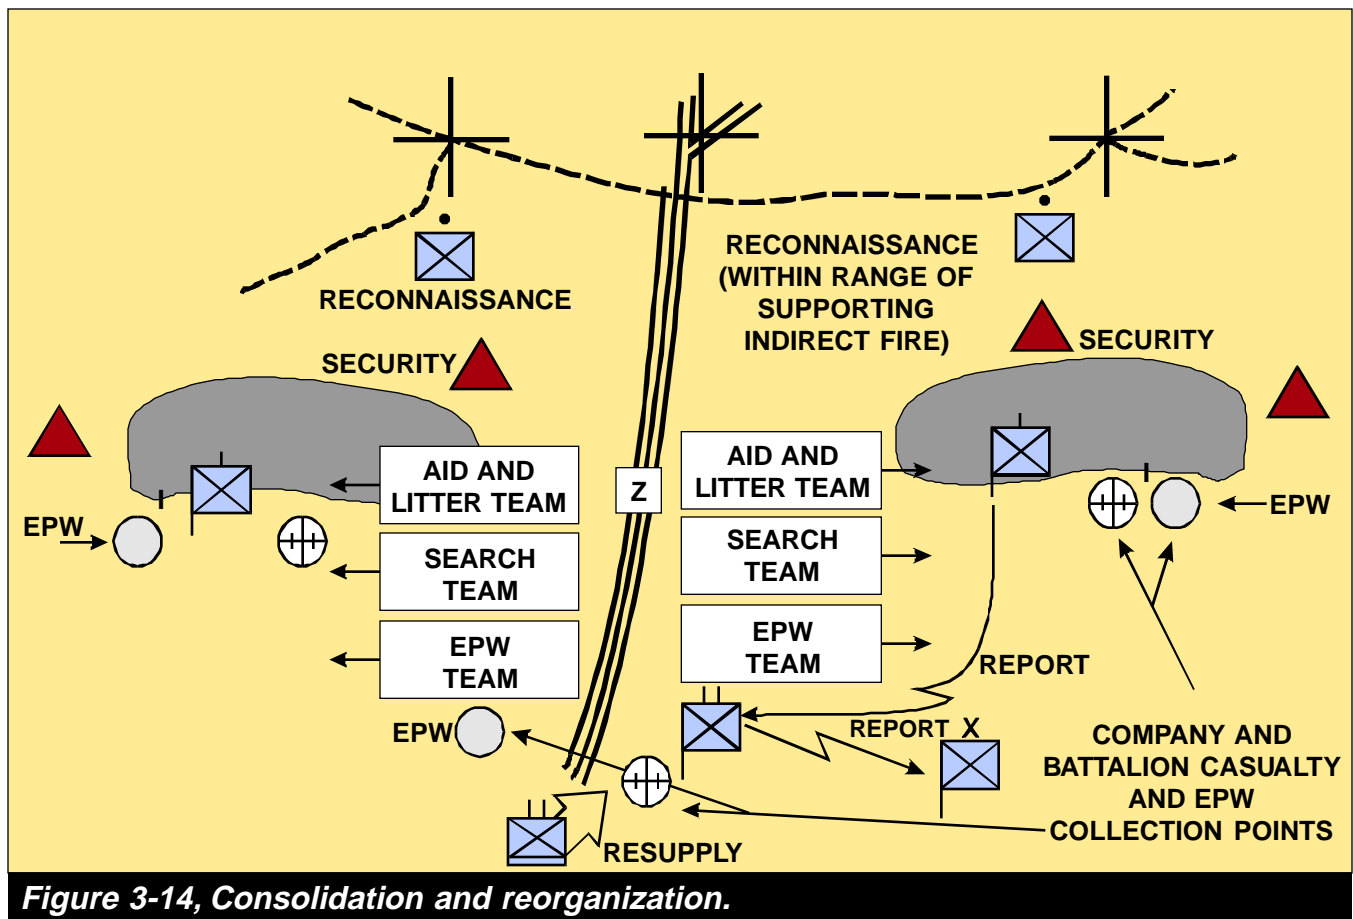 RECONNAISSANCE
RECONNAISSANCE
(WITHIN RANGE OF
SUPPORTING
INDIRECT FIRE)
SECURITY
SECURITY
AID AND
LITTER TEAM
SEARCH
TEAM
EPW
TEAM
EPW
Z
AID AND
LITTER TEAM
SEARCH
TEAM
EPW
TEAM
EPW
REPORT
EPW
REPORT
X
COMPANY AND
BATTALION CASUALTY
AND EPW
COLLECTION POINTS
RESUPPLY
Figure 3-14, Consolidation and reorganization.